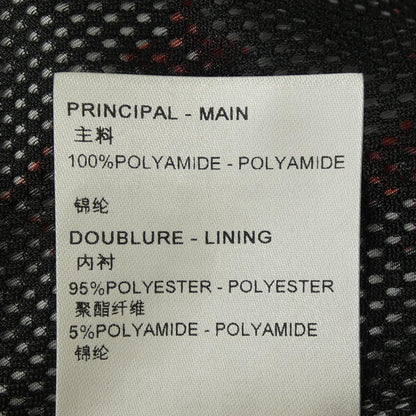 PRINCIPAL - MAIN
主料
100%POLYAMIDE - POLYAMIDE
锦纶
DOUBLURE - LINING
内衬
95%POLYESTER - POLYESTER
聚酯纤维
5%POLYAMIDE - POLYAMIDE
锦纶